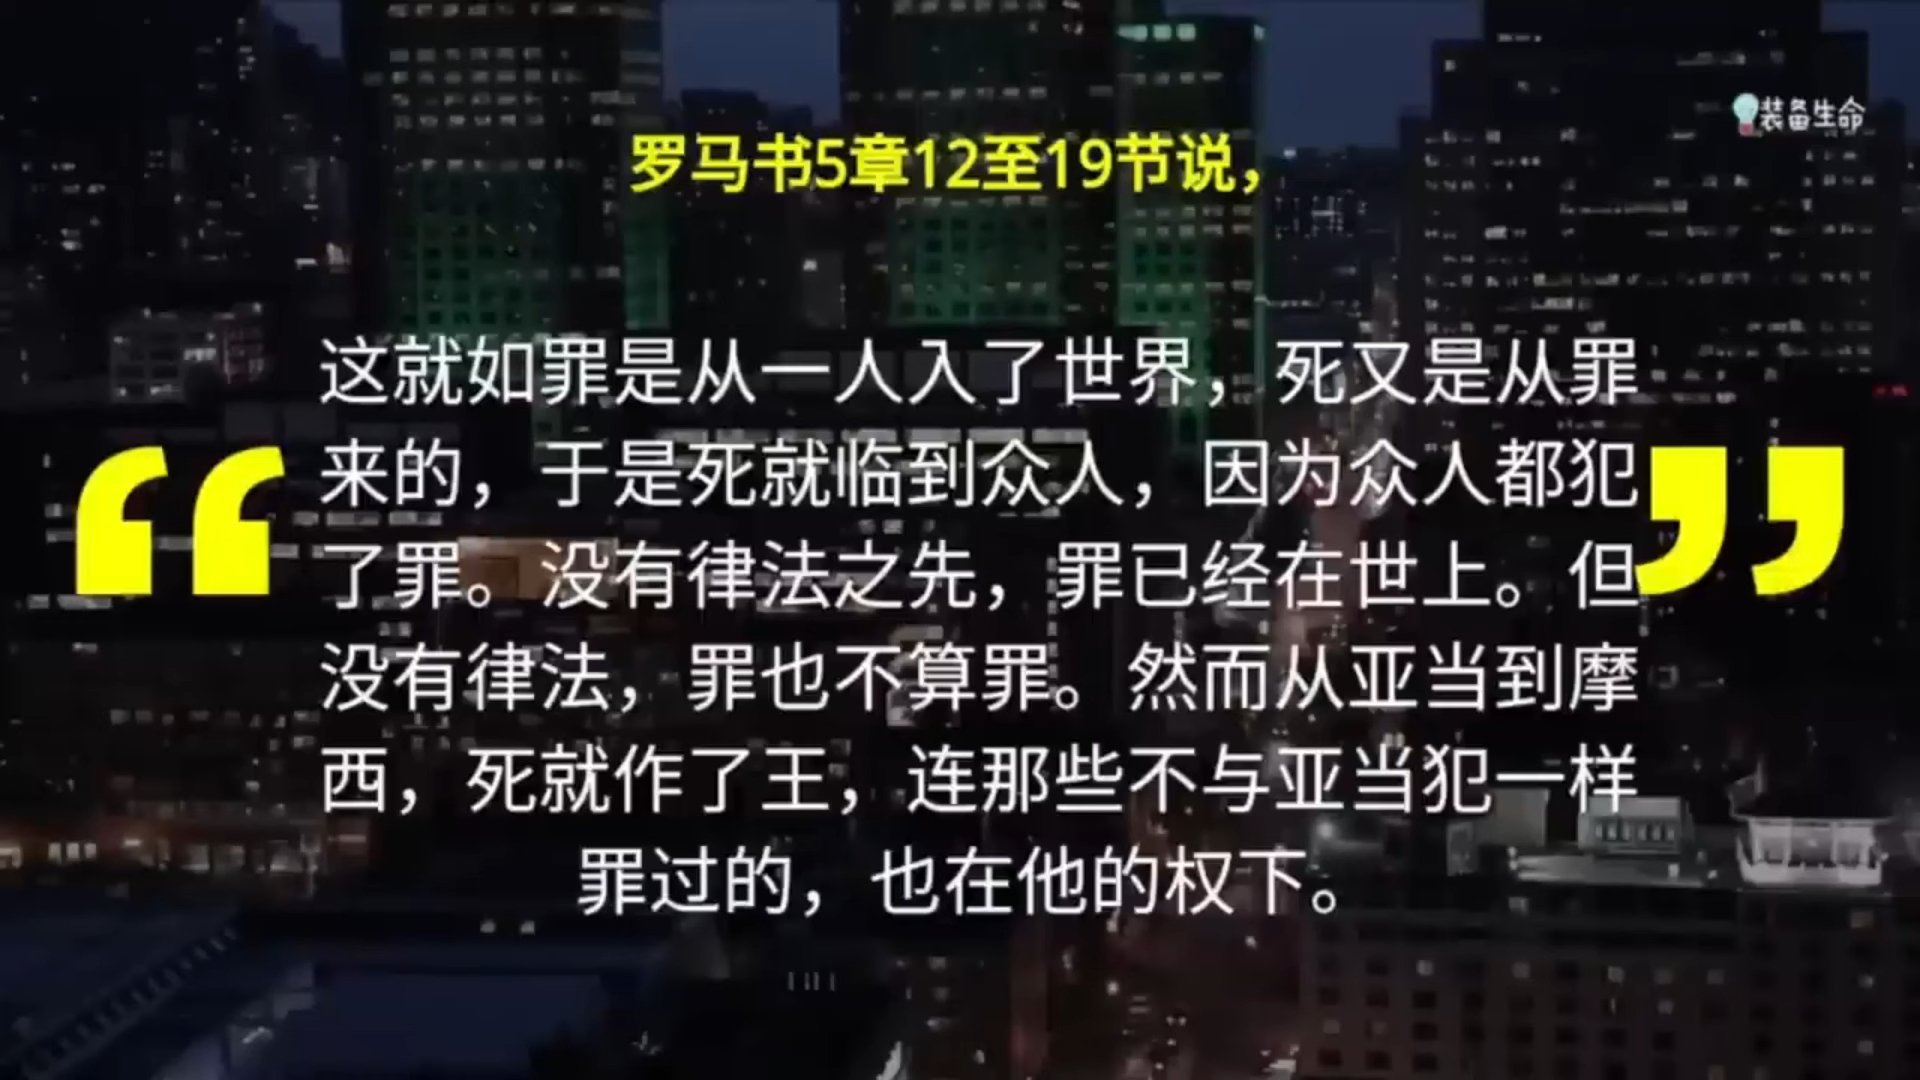 装备生命
罗马书5章12至19节说，
这就如罪是从一人入了世界，死又是从罪
来的，于是死就临到众人，因为众人都犯
了罪。没有律法之先，罪已经在世上。但
没有律法，罪也不算罪。然而从亚当到摩
西，死就作了王，连那些不与亚当犯一样
罪过的，也在他的权下。